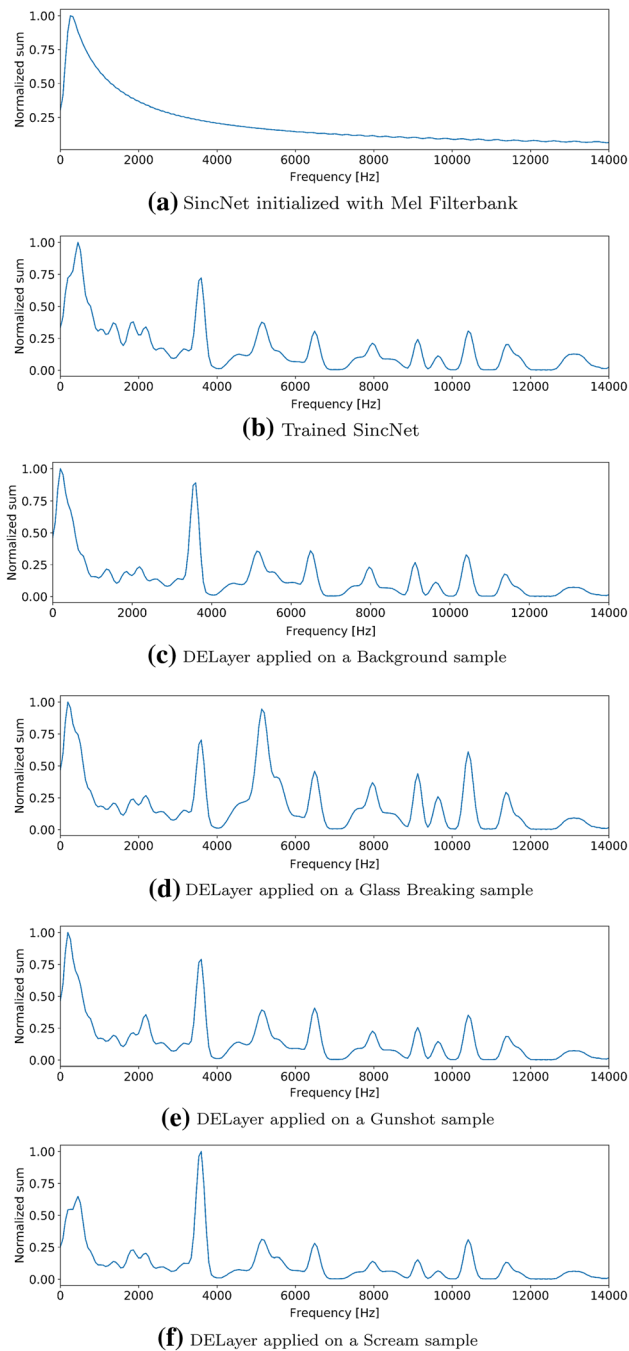 Normalized sum
1.00
0.75
0.50
0.25
0 2000 4000 6000 8000 10000 12000 14000
Frequency [Hz]
(a) SincNet initialized with Mel Filterbank
Normalized sum
1.00
0.75
0.50
0.25
0.00
0 2000 4000 6000 8000 10000 12000 14000
Frequency [Hz]
(b) Trained SincNet
Normalized sum
1.00
0.75
0.50
0.25
0.00
0 2000 4000 6000 8000 10000 12000 14000
Frequency [Hz]
(c) DELayer applied on a Background sample
Normalized sum
1.00
0.75
0.50
0.25
0.00
0 2000 4000 6000 8000 10000 12000 14000
Frequency [Hz]
(d) DELayer applied on a Glass Breaking sample
Normalized sum
1.00
0.75
0.50
0.25
0.00
0 2000 4000 6000 8000 10000 12000 14000
Frequency [Hz]
(e) DELayer applied on a Gunshot sample
Normalized sum
1.00
0.75
0.50
0.25
0.00
0 2000 4000 6000 8000 10000 12000 14000
Frequency [Hz]
(f) DELayer applied on a Scream sample